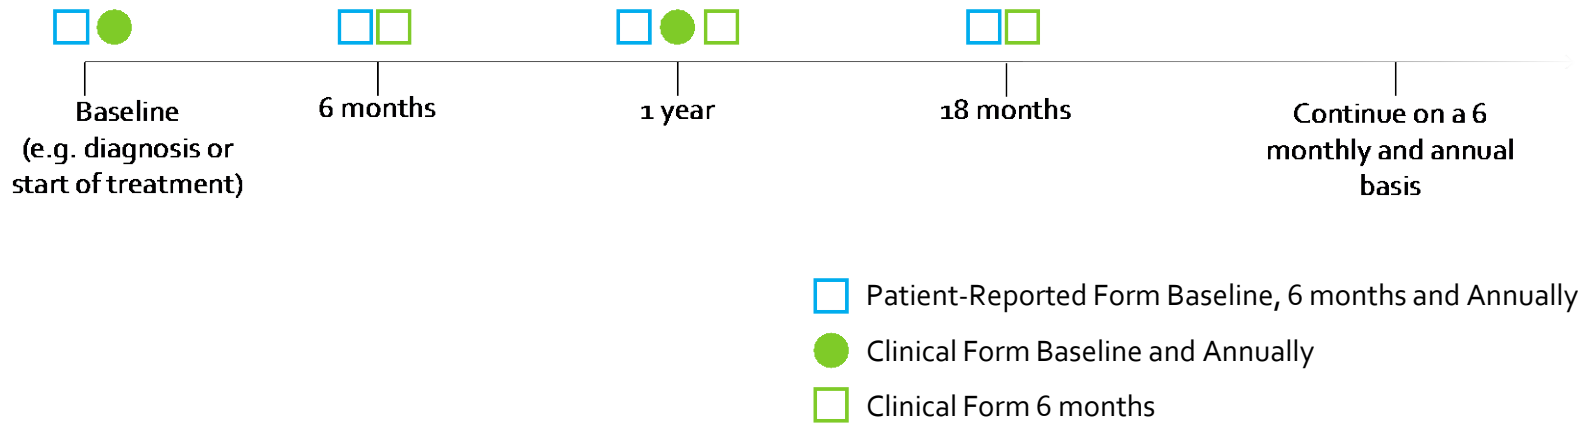 Baseline
(e.g. diagnosis or
start of treatment)
6 months
1 year
18 months
Continue on a 6
monthly and annual
basis
Patient-Reported Form Baseline, 6 months and Annually
Clinical Form Baseline and Annually
Clinical Form 6 months